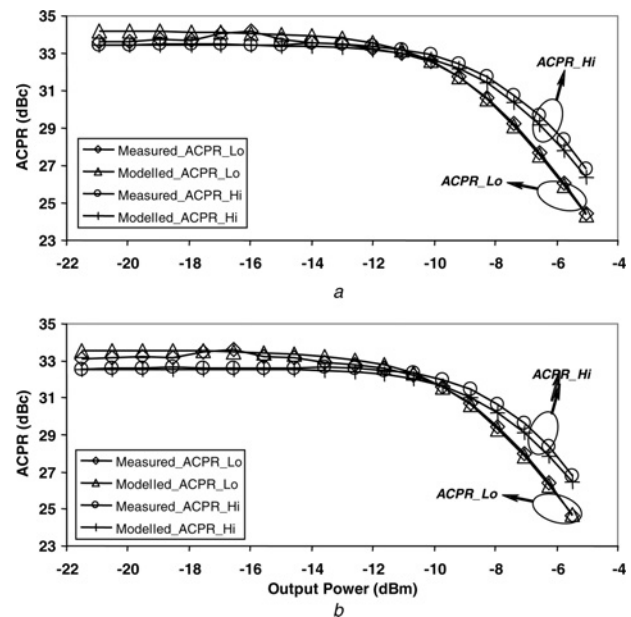 35
33
31
29
27
25
23
ACPR (dBc)
ACPR_Hi
ACPR_Lo
Measured_ACPR_Lo
Modelled_ACPR_Lo
Measured_ACPR_Hi
Modelled_ACPR_Hi
-22 -20 -18 -16 -14 -12 -10 -8 -6 -4
a
35
33
31
29
27
25
23
ACPR (dBc)
ACPR_Hi
ACPR_Lo
Measured_ACPR_Lo
Modelled_ACPR_Lo
Measured_ACPR_Hi
Modelled_ACPR_Hi
-22 -20 -18 -16 -14 -12 -10 -8 -6 -4
Output Power (dBm)
b